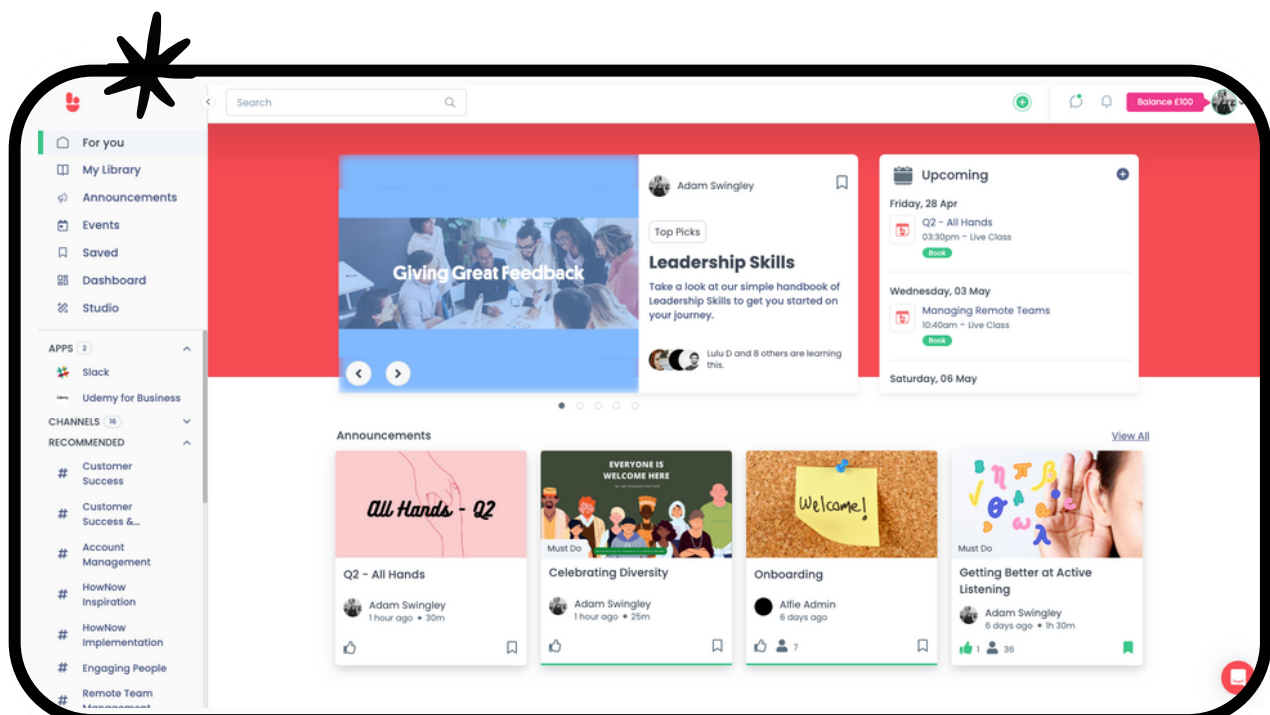 Search
Balance £100
For you
My Library
Announcements
Events
Saved
Dashboard
Studio
APPS 2
Slack
Udemy for Business
CHANNELS 16
RECOMMENDED
# Customer
Success
# Customer
Success &...
# Account
Management
# HowNow
Inspiration
# HowNow
Implementation
# Engaging People
# Remote Team
Management
Giving Great Feedback
Adam Swingley
Top Picks
Leadership Skills
Take a look at our simple handbook of
Leadership Skills to get you started on
your journey.
Lulu D and 8 others are learning
this.
Upcoming
Friday, 28 Apr
Q2 - All Hands
03:30pm - Live Class
Book
Wednesday, 03 May
Managing Remote Teams
10:40am - Live Class
Book
Saturday, 06 May
Announcements
View All
All Hands - Q2
Q2 - All Hands
Adam Swingley
1 hour ago • 30m
EVERYONE IS
WELCOME HERE
Must Do
Celebrating Diversity
Adam Swingley
1 hour ago • 25m
Welcome!
Onboarding
Alfie Admin
6 days ago
7
Must Do
Getting Better at Active
Listening
Adam Swingley
6 days ago • 1h 30m
1 36